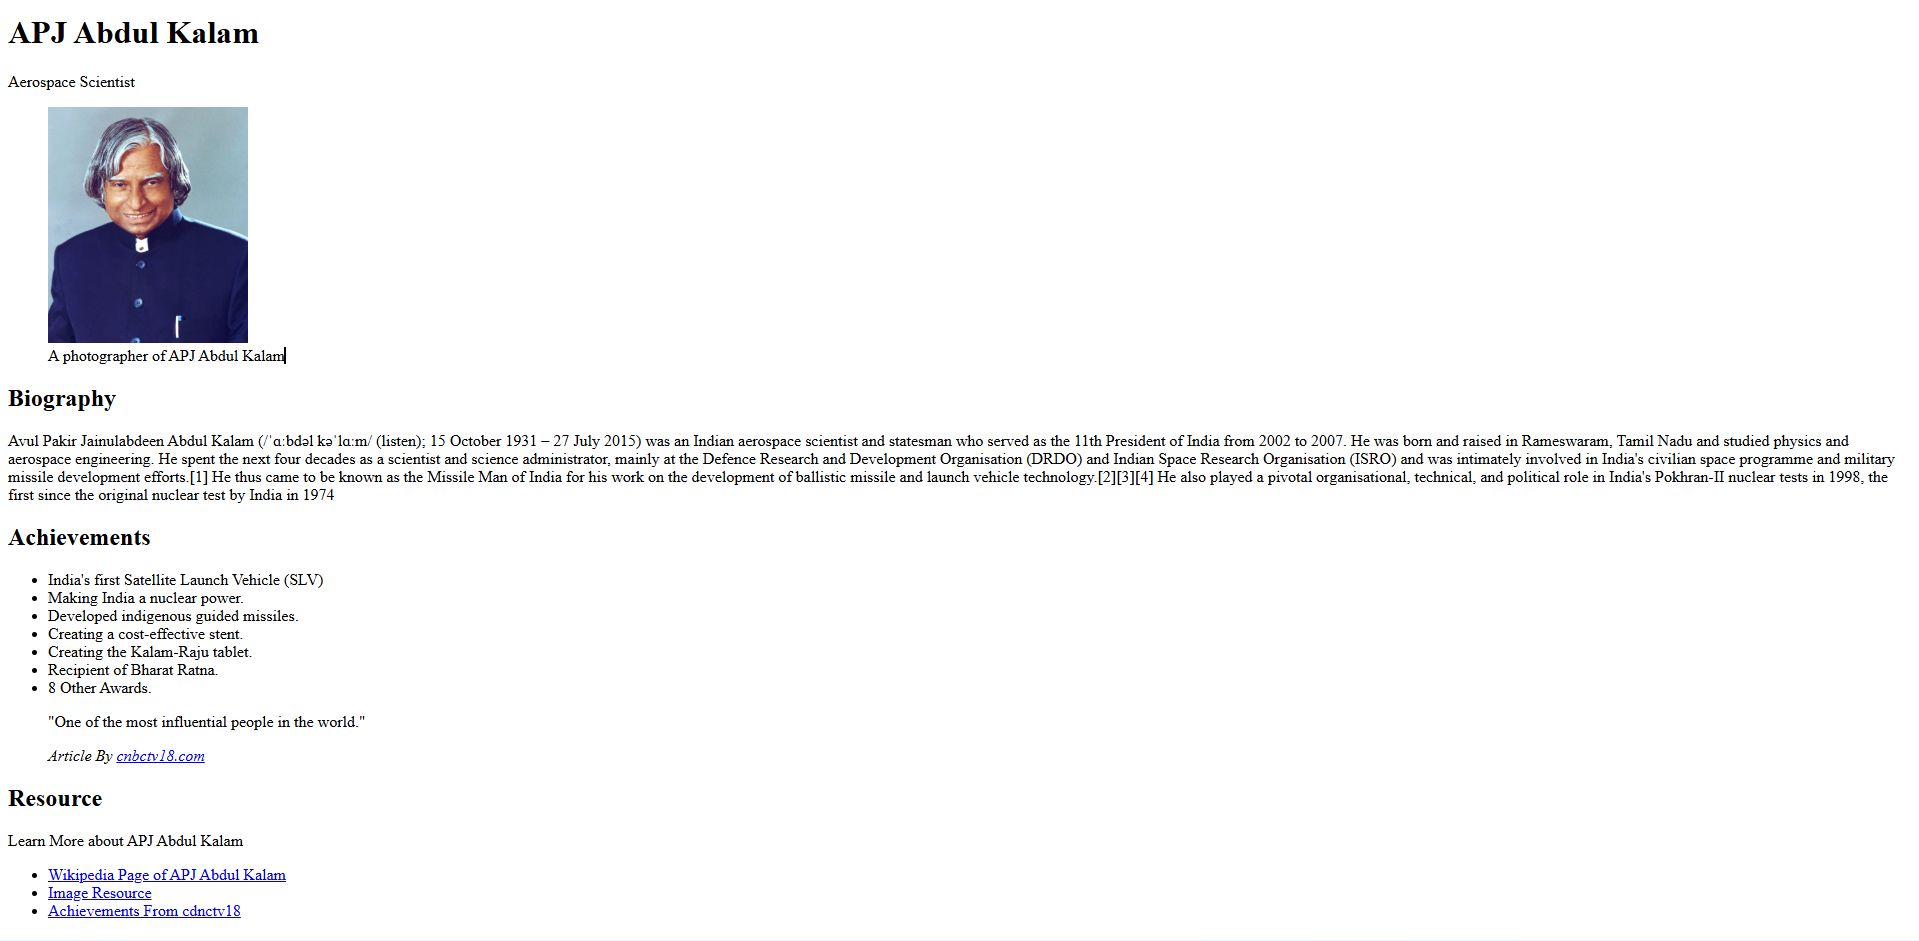 APJ Abdul Kalam
Aerospace Scientist
A photographer of APJ Abdul Kalam
Biography
Avul Pakir Jainulabdeen Abdul Kalam (/ˈɑːbdəl kəˈlɑːm/ (listen); 15 October 1931 – 27 July 2015) was an Indian aerospace scientist and statesman who served as the 11th President of India from 2002 to 2007. He was born and raised in Rameswaram, Tamil Nadu and studied physics and
aerospace engineering. He spent the next four decades as a scientist and science administrator, mainly at the Defence Research and Development Organisation (DRDO) and Indian Space Research Organisation (ISRO) and was intimately involved in India's civilian space programme and military
missile development efforts.[1] He thus came to be known as the Missile Man of India for his work on the development of ballistic missile and launch vehicle technology.[2][3][4] He also played a pivotal organisational, technical, and political role in India's Pokhran-II nuclear tests in 1998, the
first since the original nuclear test by India in 1974
Achievements
• India's first Satellite Launch Vehicle (SLV)
• Making India a nuclear power.
• Developed indigenous guided missiles.
• Creating a cost-effective stent.
• Creating the Kalam-Raju tablet.
• Recipient of Bharat Ratna.
• 8 Other Awards.
"One of the most influential people in the world."
Article By cnbctv18.com
Resource
Learn More about APJ Abdul Kalam
• Wikipedia Page of APJ Abdul Kalam
• Image Resource
• Achievements From cdnctv18